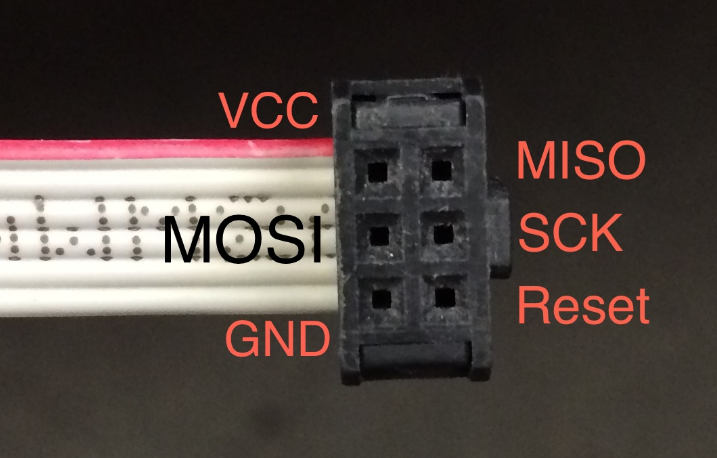 VCC
MISO
MOSI
SCK
Reset
GND